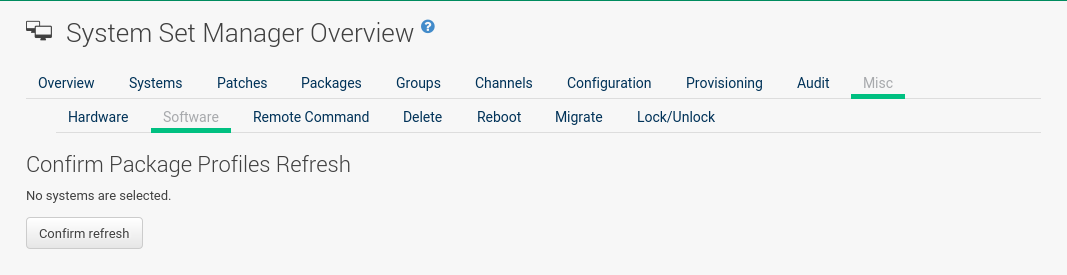 System Set Manager Overview ?
Overview Systems Patches Packages Groups Channels Configuration Provisioning Audit Misc
Hardware Software Remote Command Delete Reboot Migrate Lock/Unlock
Confirm Package Profiles Refresh
No systems are selected.
Confirm refresh